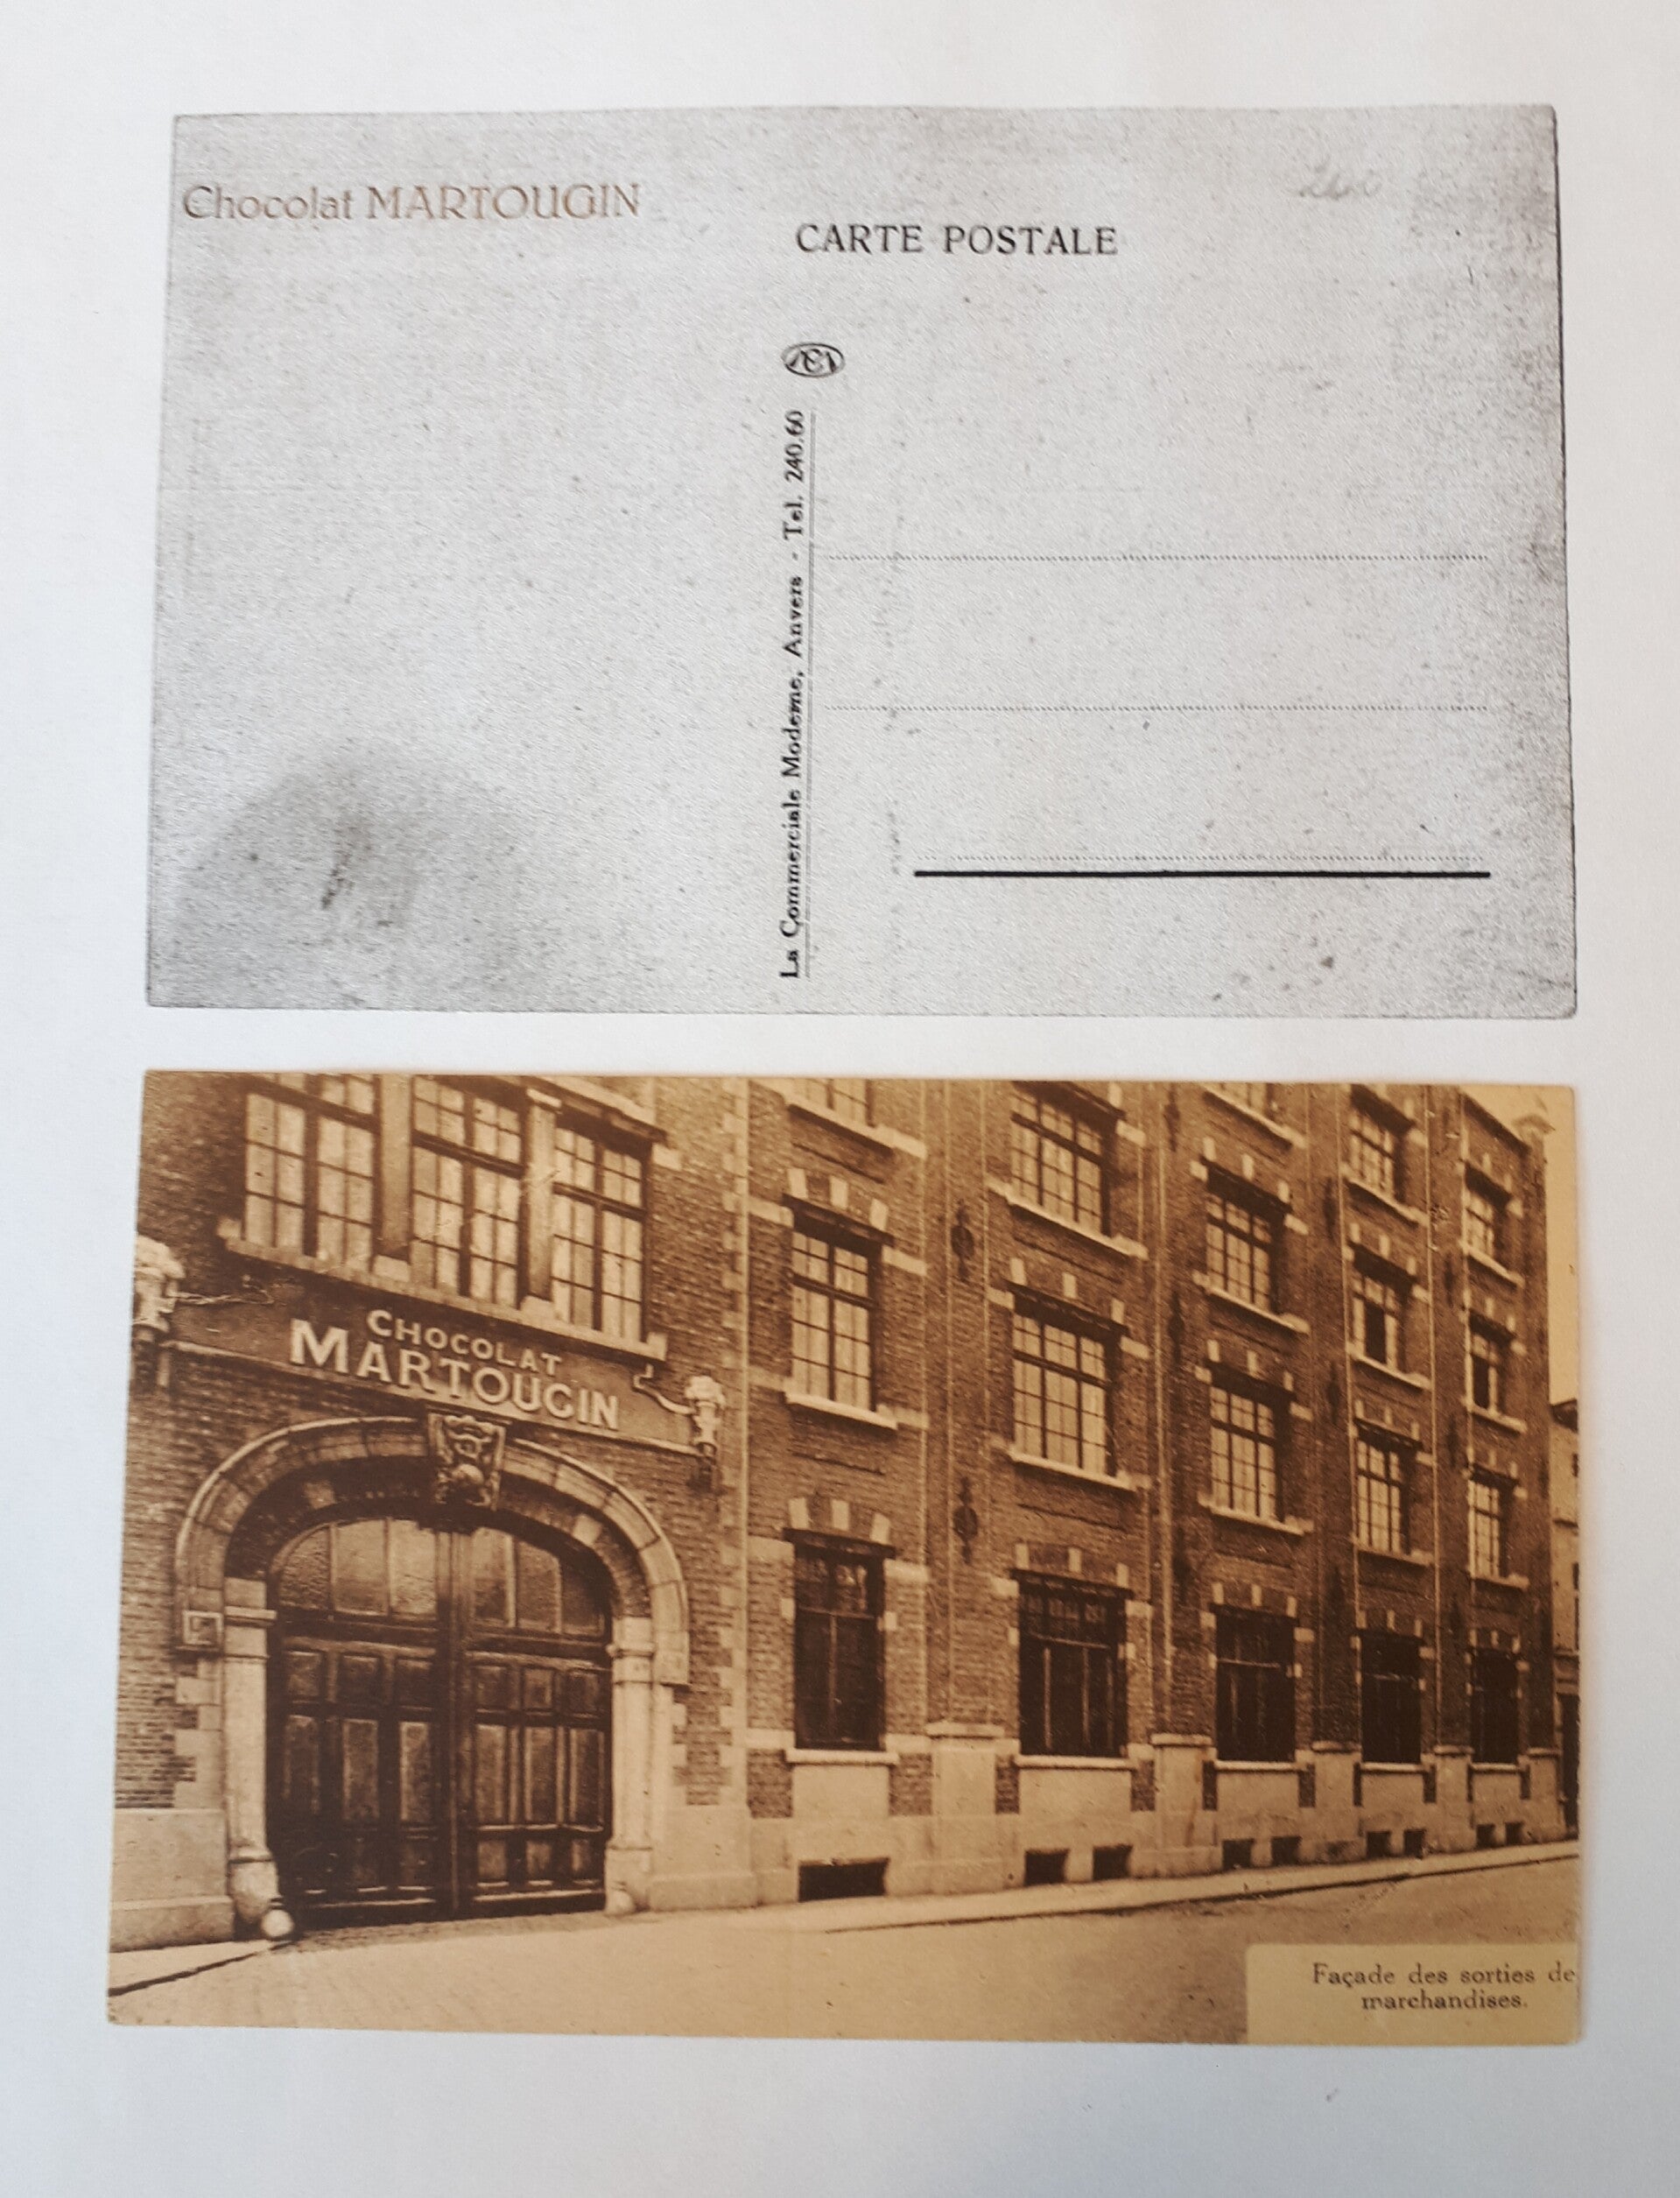 Chocolat MARTOUGIN
CARTE POSTALE
La Commerciale Moderne, Anvers - Tel. 240.60
CHOCOLAT
MARTOUGIN
Façade des sorties de
marchandises.